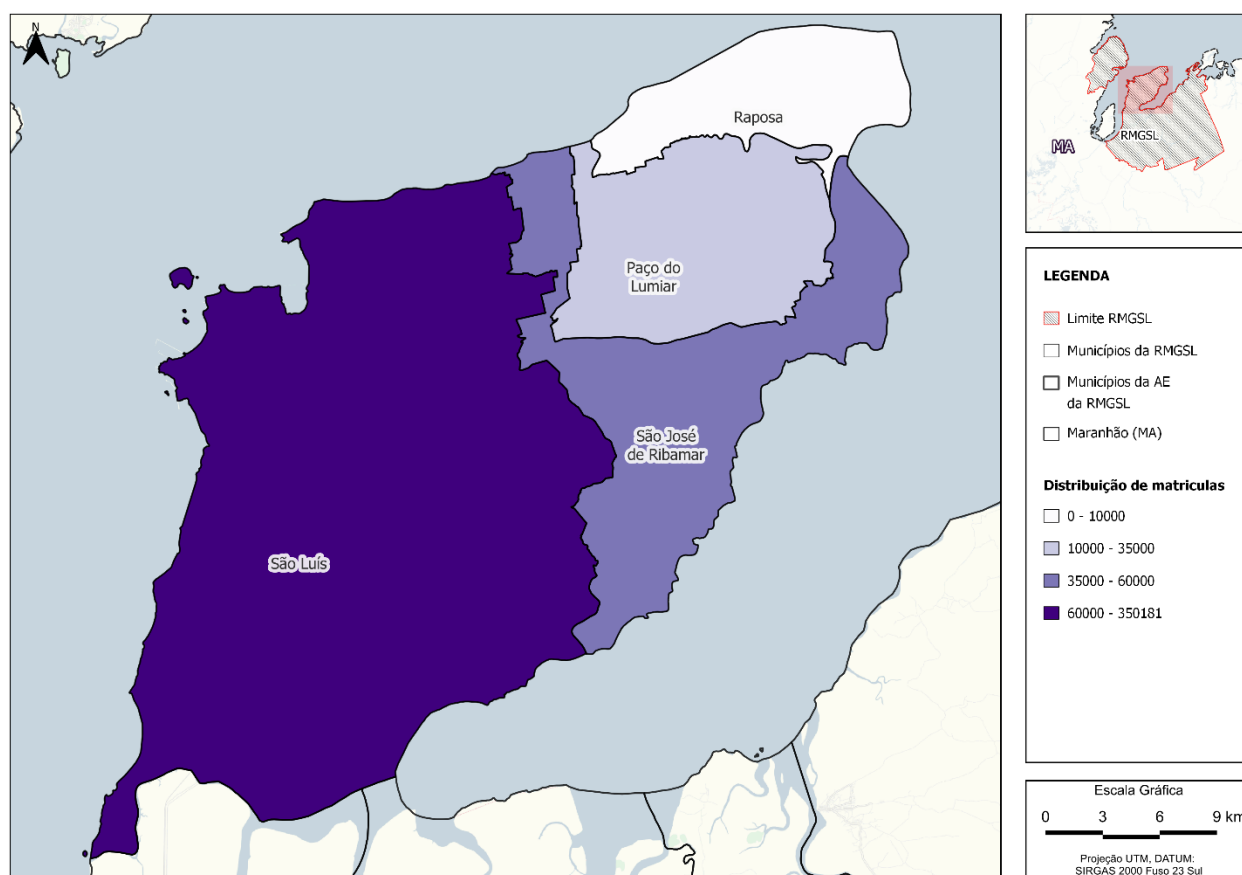 N
Raposa
Paço do
Lumiar
São José
de Ribamar
São Luís
MA
RMGSL
LEGENDA
Limite RMGSL
Municípios da RMGSL
Municípios da AE
da RMGSL
Maranhão (MA)
Distribuição de matriculas
0 - 10000
10000 - 35000
35000 - 60000
60000 - 350181
Escala Gráfica
0 3 6 9 km
Projeção UTM, DATUM:
SIRGAS 2000 Fuso 23 Sul